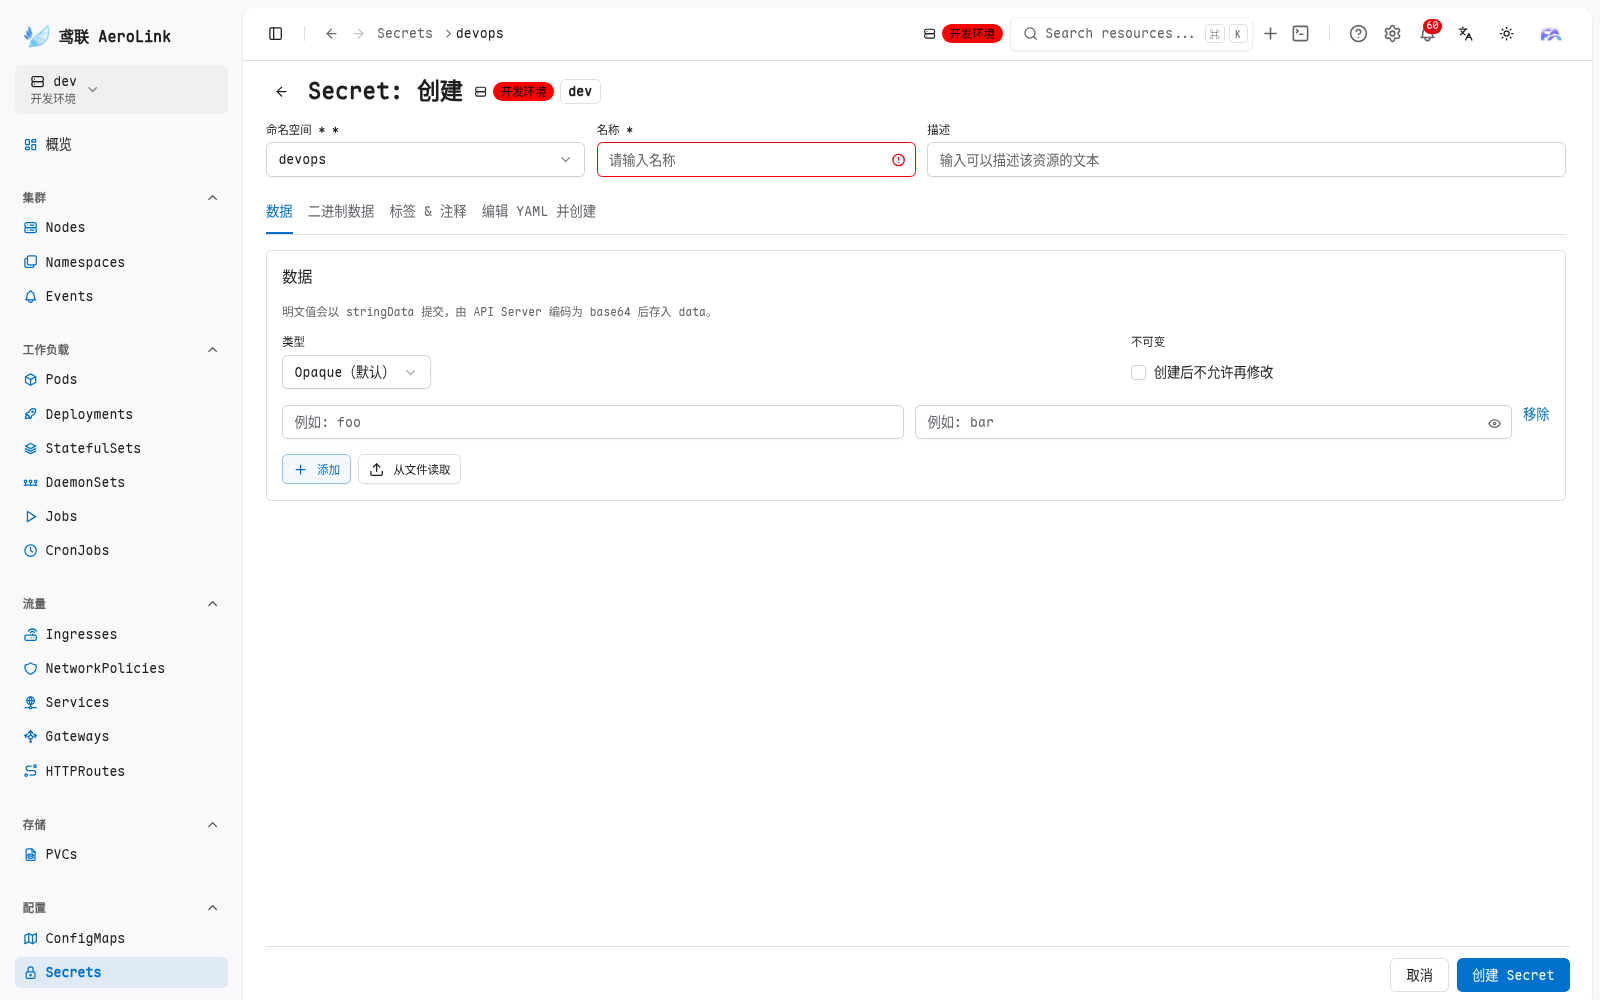 鸢联 AeroLink
dev
开发环境
概览
集群
Nodes
Namespaces
Events
工作负载
Pods
Deployments
StatefulSets
DaemonSets
Jobs
CronJobs
流量
Ingresses
NetworkPolicies
Services
Gateways
HTTPRoutes
存储
PVCs
配置
ConfigMaps
Secrets
Secrets devops
开发环境
Search resources... ⌘ K
60
Secret: 创建 开发环境 dev
命名空间 * * 名称 * 描述
devops 请输入名称 输入可以描述该资源的文本
数据 二进制数据 标签 & 注释 编辑 YAML 并创建
数据
明文值会以 stringData 提交，由 API Server 编码为 base64 后存入 data。
类型 不可变
Opaque（默认） 创建后不允许再修改
例如: foo 例如: bar 移除
添加 从文件读取
取消 创建 Secret